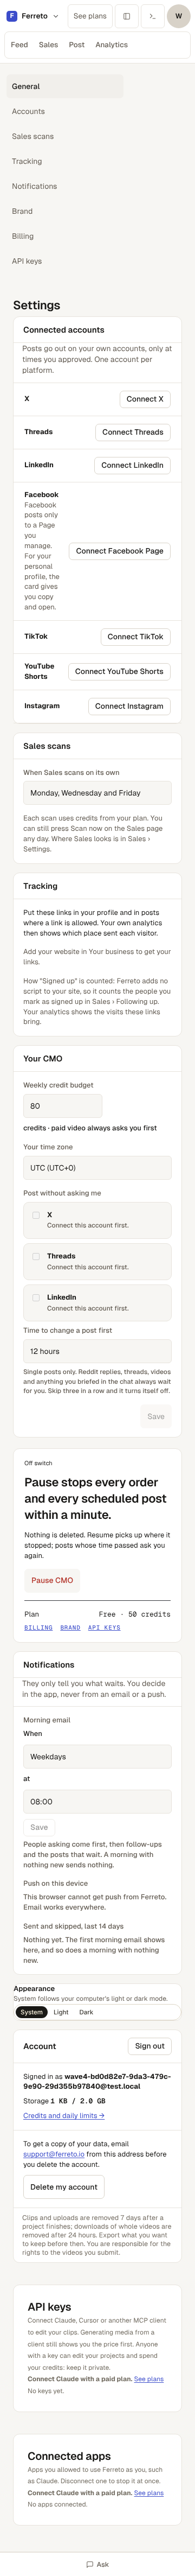 F Ferreto See plans W
Feed Sales Post Analytics
General
Accounts
Sales scans
Tracking
Notifications
Brand
Billing
API keys
Settings
Connected accounts
Posts go out on your own accounts, only at
times you approved. One account per
platform.
X Connect X
Threads Connect Threads
LinkedIn Connect LinkedIn
Facebook
Facebook
posts only
to a Page
you
manage.
For your
personal
profile, the
card gives
you copy
and open.
Connect Facebook Page
TikTok Connect TikTok
YouTube
Shorts
Connect YouTube Shorts
Instagram Connect Instagram
Sales scans
When Sales scans on its own
Monday, Wednesday and Friday
Each scan uses credits from your plan. You
can still press Scan now on the Sales page
any day. Where Sales looks is in Sales ›
Settings.
Tracking
Put these links in your profile and in posts
where a link is allowed. Your own analytics
then shows which place sent each visitor.
Add your website in Your business to get your
links.
How "Signed up" is counted: Ferreto adds no
script to your site, so it counts the people you
mark as signed up in Sales › Following up.
Your analytics shows the visits these links
bring.
Your CMO
Weekly credit budget
80
credits · paid video always asks you first
Your time zone
UTC (UTC+0)
Post without asking me
X
Connect this account first.
Threads
Connect this account first.
LinkedIn
Connect this account first.
Time to change a post first
12 hours
Single posts only. Reddit replies, threads, videos
and anything you briefed in the chat always wait
for you. Skip three in a row and it turns itself off.
Save
Off switch
Pause stops every order
and every scheduled post
within a minute.
Nothing is deleted. Resume picks up where it
stopped; posts whose time passed ask you
again.
Pause CMO
Plan Free · 50 credits
BILLING BRAND API KEYS
Notifications
They only tell you what waits. You decide
in the app, never from an email or a push.
Morning email
When
Weekdays
at
08:00
Save
People asking come first, then follow-ups
and the posts that wait. A morning with
nothing new sends nothing.
Push on this device
This browser cannot get push from Ferreto.
Email works everywhere.
Sent and skipped, last 14 days
Nothing yet. The first morning email shows
here, and so does a morning with nothing
new.
Appearance
System follows your computer's light or dark mode.
System Light Dark
Account Sign out
Signed in as wave4-bd0d82e7-9da3-479c-
9e90-29d355b97840@test.local
Storage 1 KB / 2.0 GB
Credits and daily limits →
To get a copy of your data, email
support@ferreto.io from this address before
you delete the account.
Delete my account
Clips and uploads are removed 7 days after a
project finishes; downloads of whole videos are
removed after 24 hours. Export what you want
to keep before then. You are responsible for the
rights to the videos you submit.
API keys
Connect Claude, Cursor or another MCP client
to edit your clips. Generating media from a
client still shows you the price first. Anyone
with a key can edit your projects and spend
your credits: keep it private.
Connect Claude with a paid plan. See plans
No keys yet.
Connected apps
Apps you allowed to use Ferreto as you, such
as Claude. Disconnect one to stop it at once.
Connect Claude with a paid plan. See plans
No apps connected.
Ask